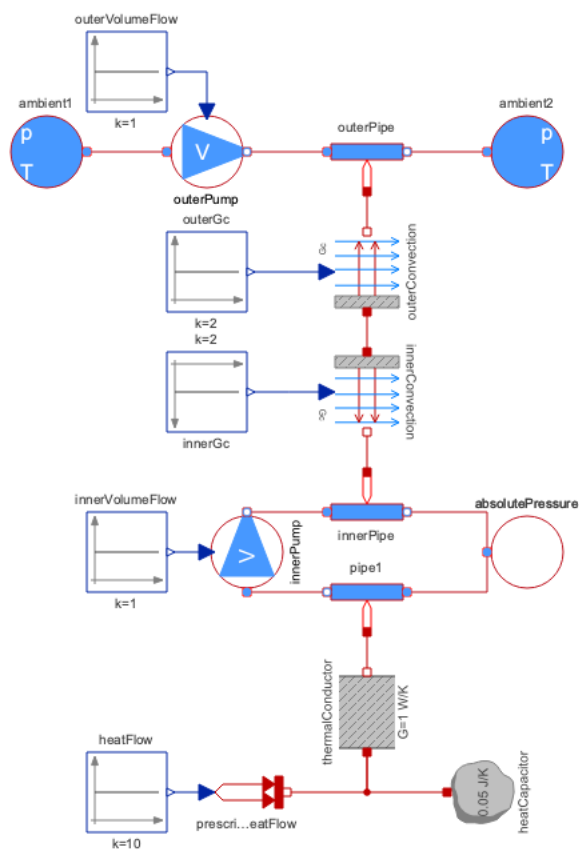 outerVolumeFlow
k=1
ambient1
p
T
V
outerPump
outerPipe
ambient2
p
T
outerGc
k=2
Gc
outerConvection
k=2
innerGc
Gc
innerConvection
innerVolumeFlow
k=1
V
innerPump
innerPipe
absolutePressure
pipe1
thermalConductor
G=1 W/K
heatFlow
k=10
prescri...eatFlow
0.05 J/K
heatCapacitor